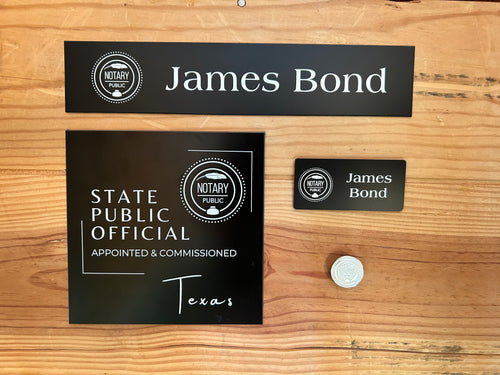 NOTARY
PUBLIC
James Bond
NOTARY
PUBLIC
STATE
PUBLIC
OFFICIAL
APPOINTED & COMMISSIONED
Texas
NOTARY
PUBLIC
James
Bond